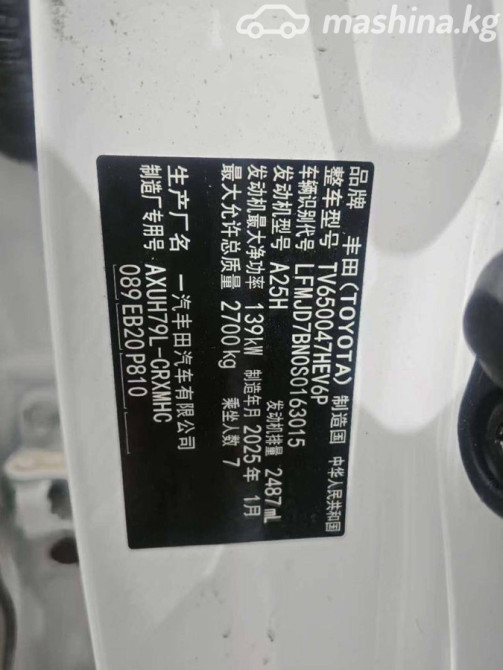 mashina.kg
品牌 丰田(TOYOTA) 制造国 中华人民共和国
整车型号 TV650047HEV6P
车辆识别代号 LFMJD7BN0S0163015
发动机型号 A25H 发动机排量 2487 mL
发动机最大净功率 139kW 制造年月 2025年 1月
最大允许总质量 2700kg 乘坐人数 7
生产厂名 一汽丰田汽车有限公司
制造厂专用号 AXUH79L-CRXMHC
089 EB20 P810